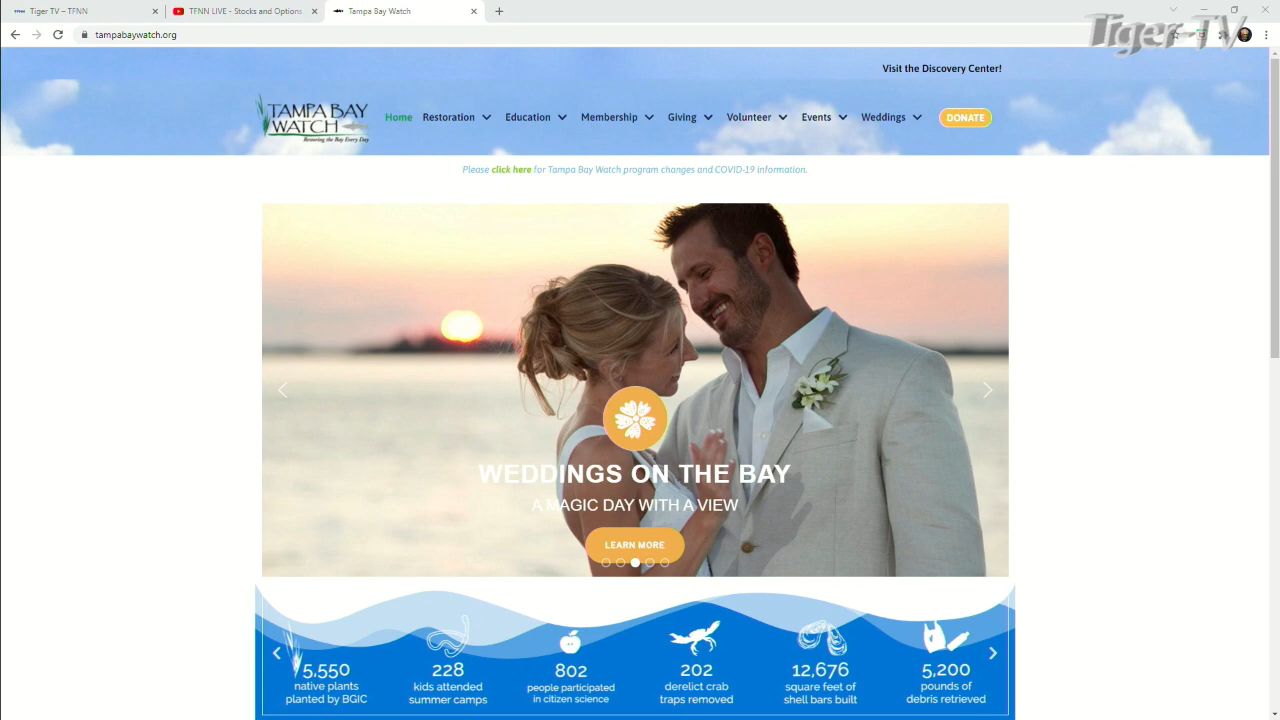 Tiger TV – TFNN
TFNN Live - Stocks and Options
Tampa Bay Watch
tampabaywatch.org
Tiger TV
Visit the Discovery Center!
TAMPA BAY
WATCH
Restoring the Bay Every Day
Home Restoration Education Membership Giving Volunteer Events Weddings DONATE
Please click here for Tampa Bay Watch program changes and COVID-19 information.
WEDDINGS ON THE BAY
A MAGIC DAY WITH A VIEW
LEARN MORE
5,550
native plants
planted by BGIC
228
kids attended
summer camps
802
people participated
in citizen science
202
derelict crab
traps removed
12,676
square feet of
shell bars built
5,200
pounds of
debris retrieved